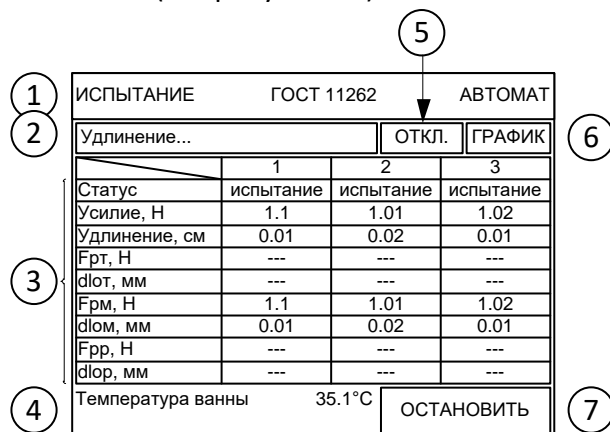 5
1 ИСПЫТАНИЕ ГОСТ 11262 АВТОМАТ
2 Удлинение... ОТКЛ. ГРАФИК 6
1 2 3
Статус испытание испытание испытание
Усилие, Н 1.1 1.01 1.02
Удлинение, см 0.01 0.02 0.01
Fрт, Н --- --- ---
3 dlот, мм --- --- ---
Fрм, Н 1.1 1.01 1.02
dlом, мм 0.01 0.02 0.01
Fрр, Н --- --- ---
dlор, мм --- --- ---
4 Температура ванны 35.1°C ОСТАНОВИТЬ 7